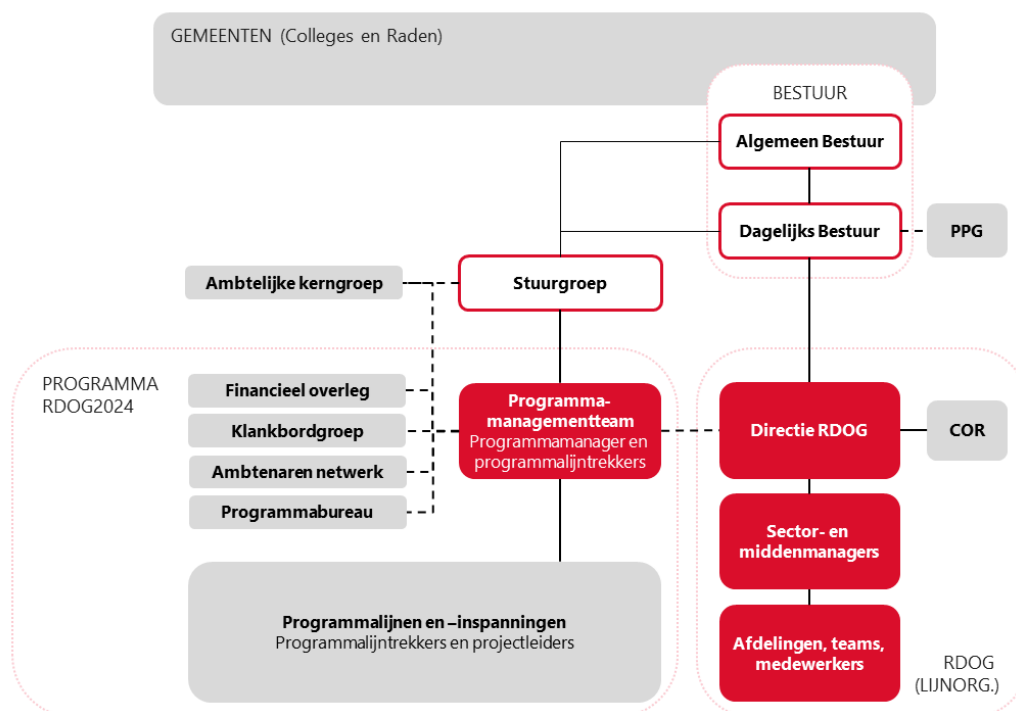 GEMEENTEN (Colleges en Raden)
BESTUUR
Algemeen Bestuur
Dagelijks Bestuur
PPG
Ambtelijke kerngroep
Stuurgroep
PROGRAMMA
RDOG2024
Financieel overleg
Klankbordgroep
Ambtenaren netwerk
Programmabureau
Programma-
managementteam
Programmamanager en
programmalijntrekkers
Directie RDOG
COR
Sector- en
middenmanagers
Programmalijnen en –inspanningen
Programmalijntrekkers en projectleiders
Afdelingen, teams,
medewerkers
RDOG
(LIJNORG.)